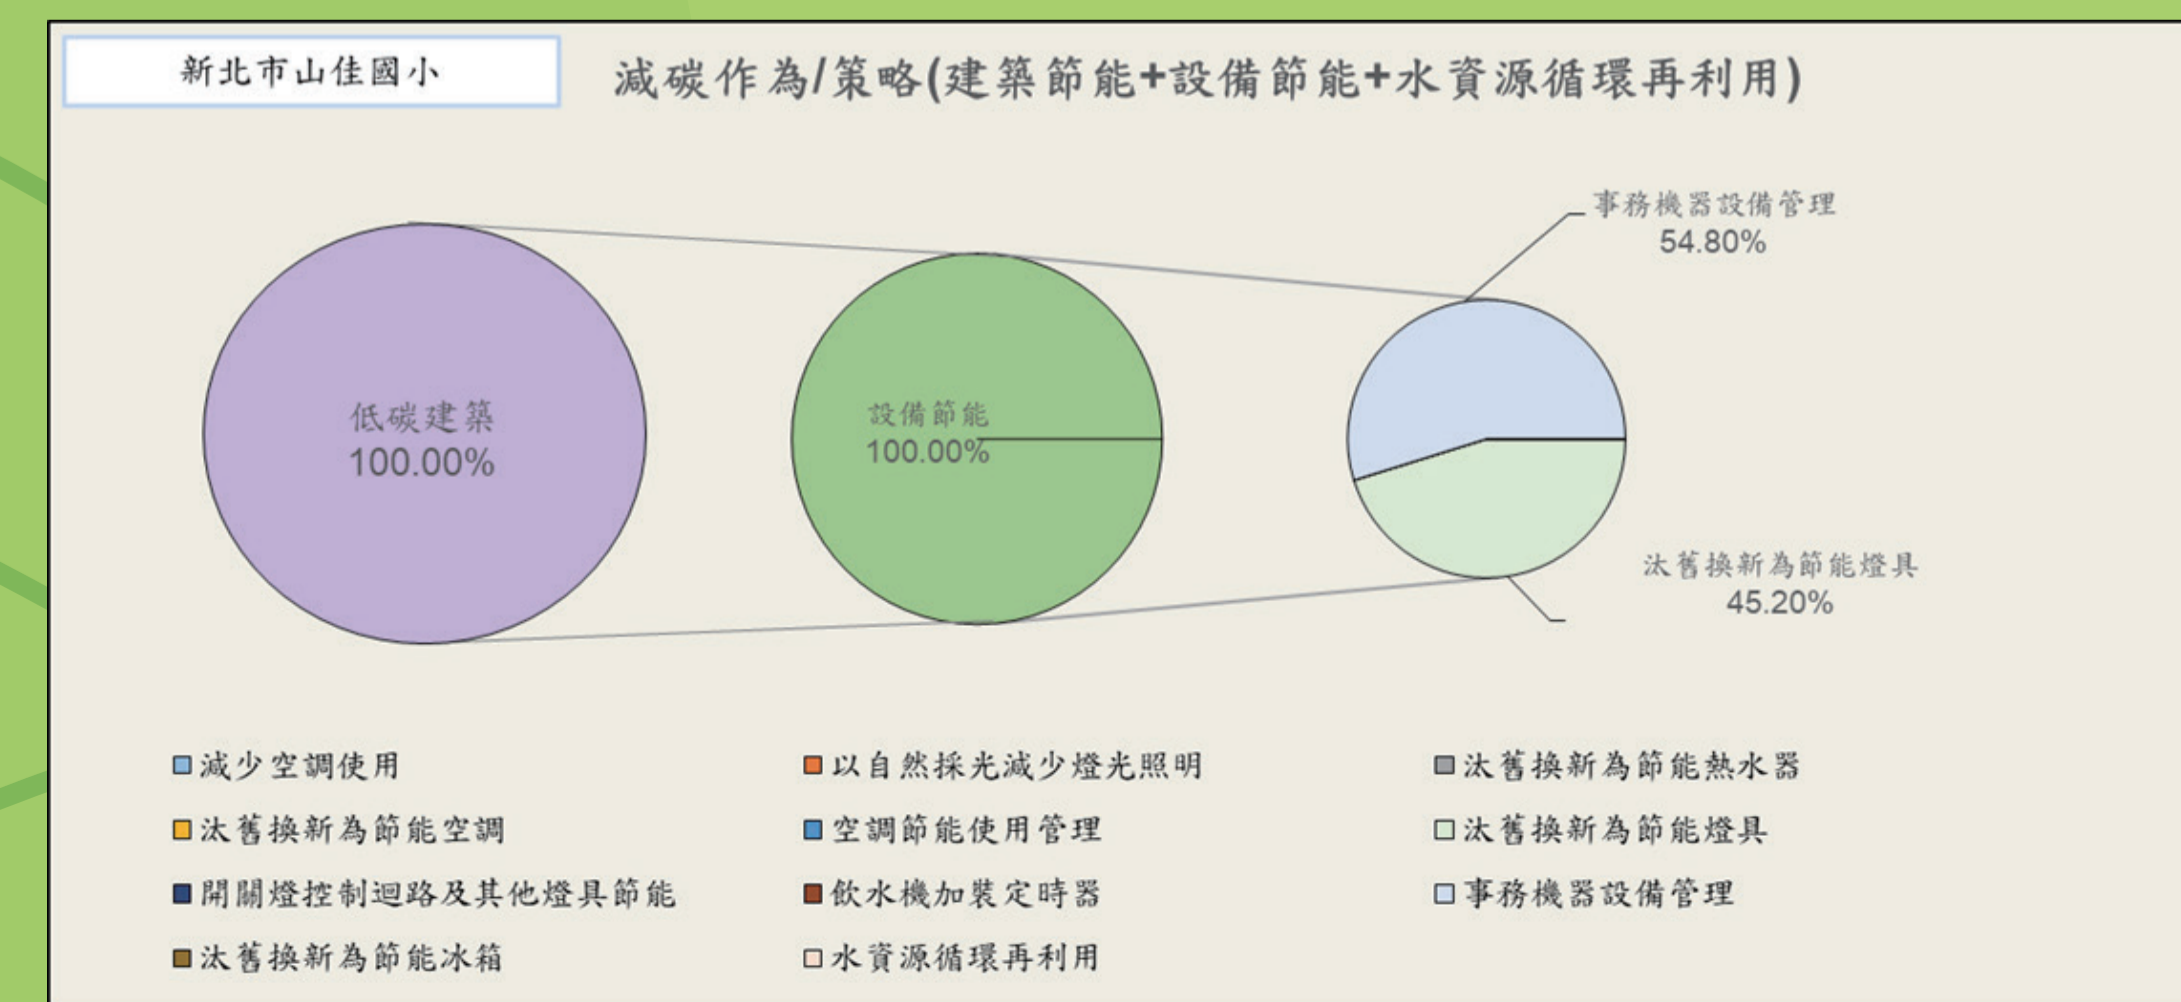 新北市山佳國小
減碳作為/策略(建築節能+設備節能+水資源循環再利用)
事務機器設備管理
54.80%
低碳建築
100.00%
設備節能
100.00%
汰舊換新為節能燈具
45.20%
減少空調使用
以自然採光減少燈光照明
汰舊換新為節能熱水器
汰舊換新為節能空調
空調節能使用管理
汰舊換新為節能燈具
開關燈控制迴路及其他燈具節能
飲水機加裝定時器
事務機器設備管理
汰舊換新為節能冰箱
水資源循環再利用